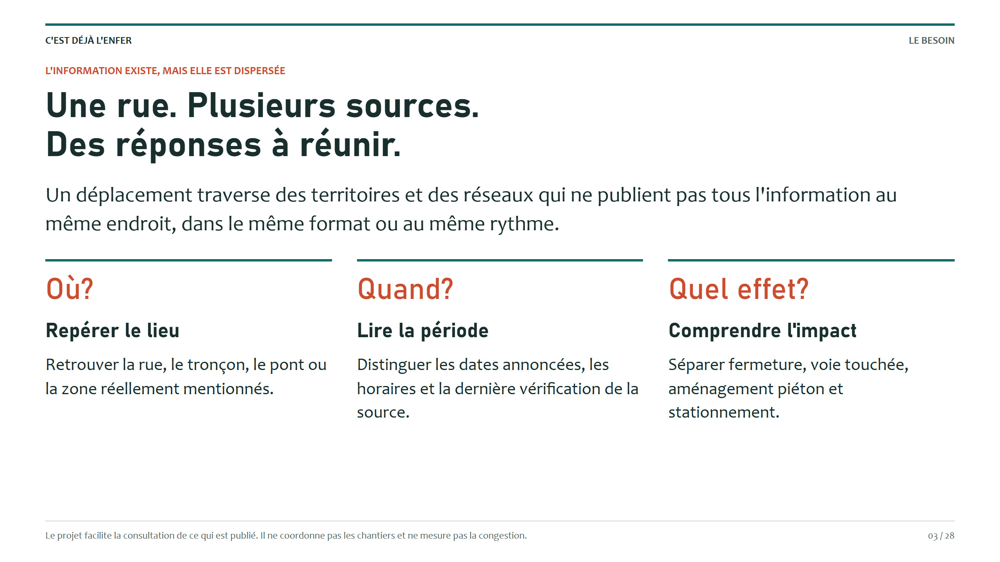 C'EST DÉJÀ L'ENFER
LE BESOIN
L'INFORMATION EXISTE, MAIS ELLE EST DISPERSÉE
Une rue. Plusieurs sources.
Des réponses à réunir.
Un déplacement traverse des territoires et des réseaux qui ne publient pas tous l'information au
même endroit, dans le même format ou au même rythme.
Où?
Repérer le lieu
Retrouver la rue, le tronçon, le pont ou
la zone réellement mentionnés.
Quand?
Lire la période
Distinguer les dates annoncées, les
horaires et la dernière vérification de la
source.
Quel effet?
Comprendre l'impact
Séparer fermeture, voie touchée,
aménagement piéton et
stationnement.
Le projet facilite la consultation de ce qui est publié. Il ne coordonne pas les chantiers et ne mesure pas la congestion.
03 / 28